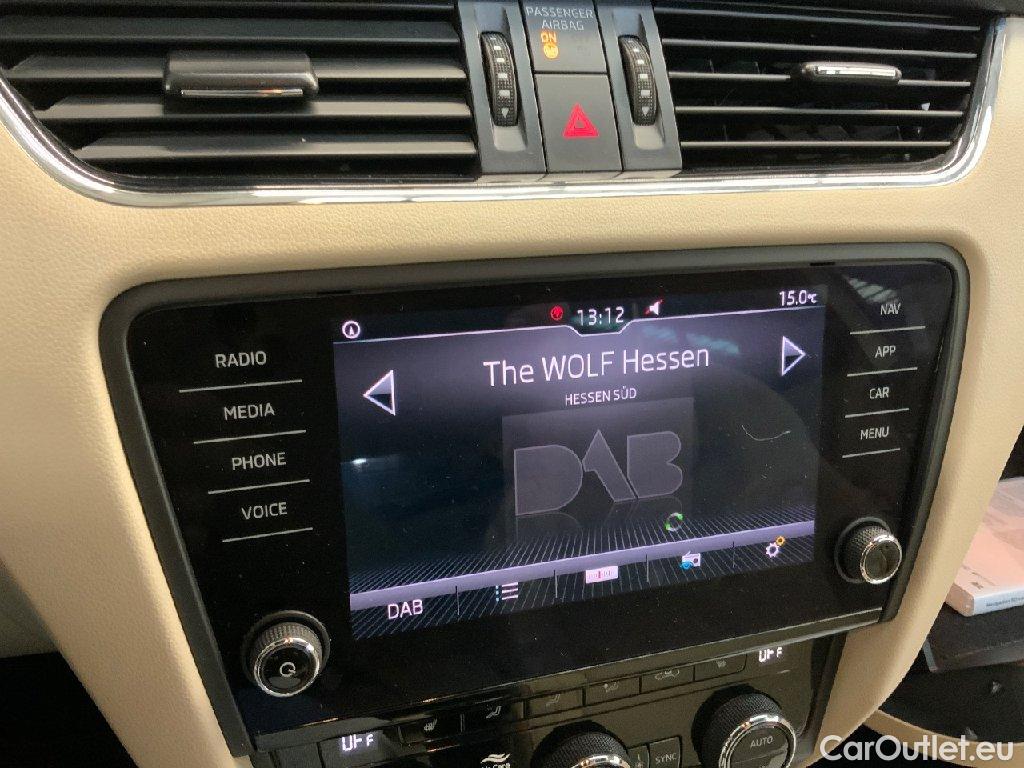 PASSENGER
AIRBAG
ON
13:12
15.0°C
The WOLF Hessen
HESSEN SÜD
DAB
DAB
RADIO
MEDIA
PHONE
VOICE
NAV
APP
CAR
MENU
OFF
OFF
SYNC
AUTO
CarOutlet.eu